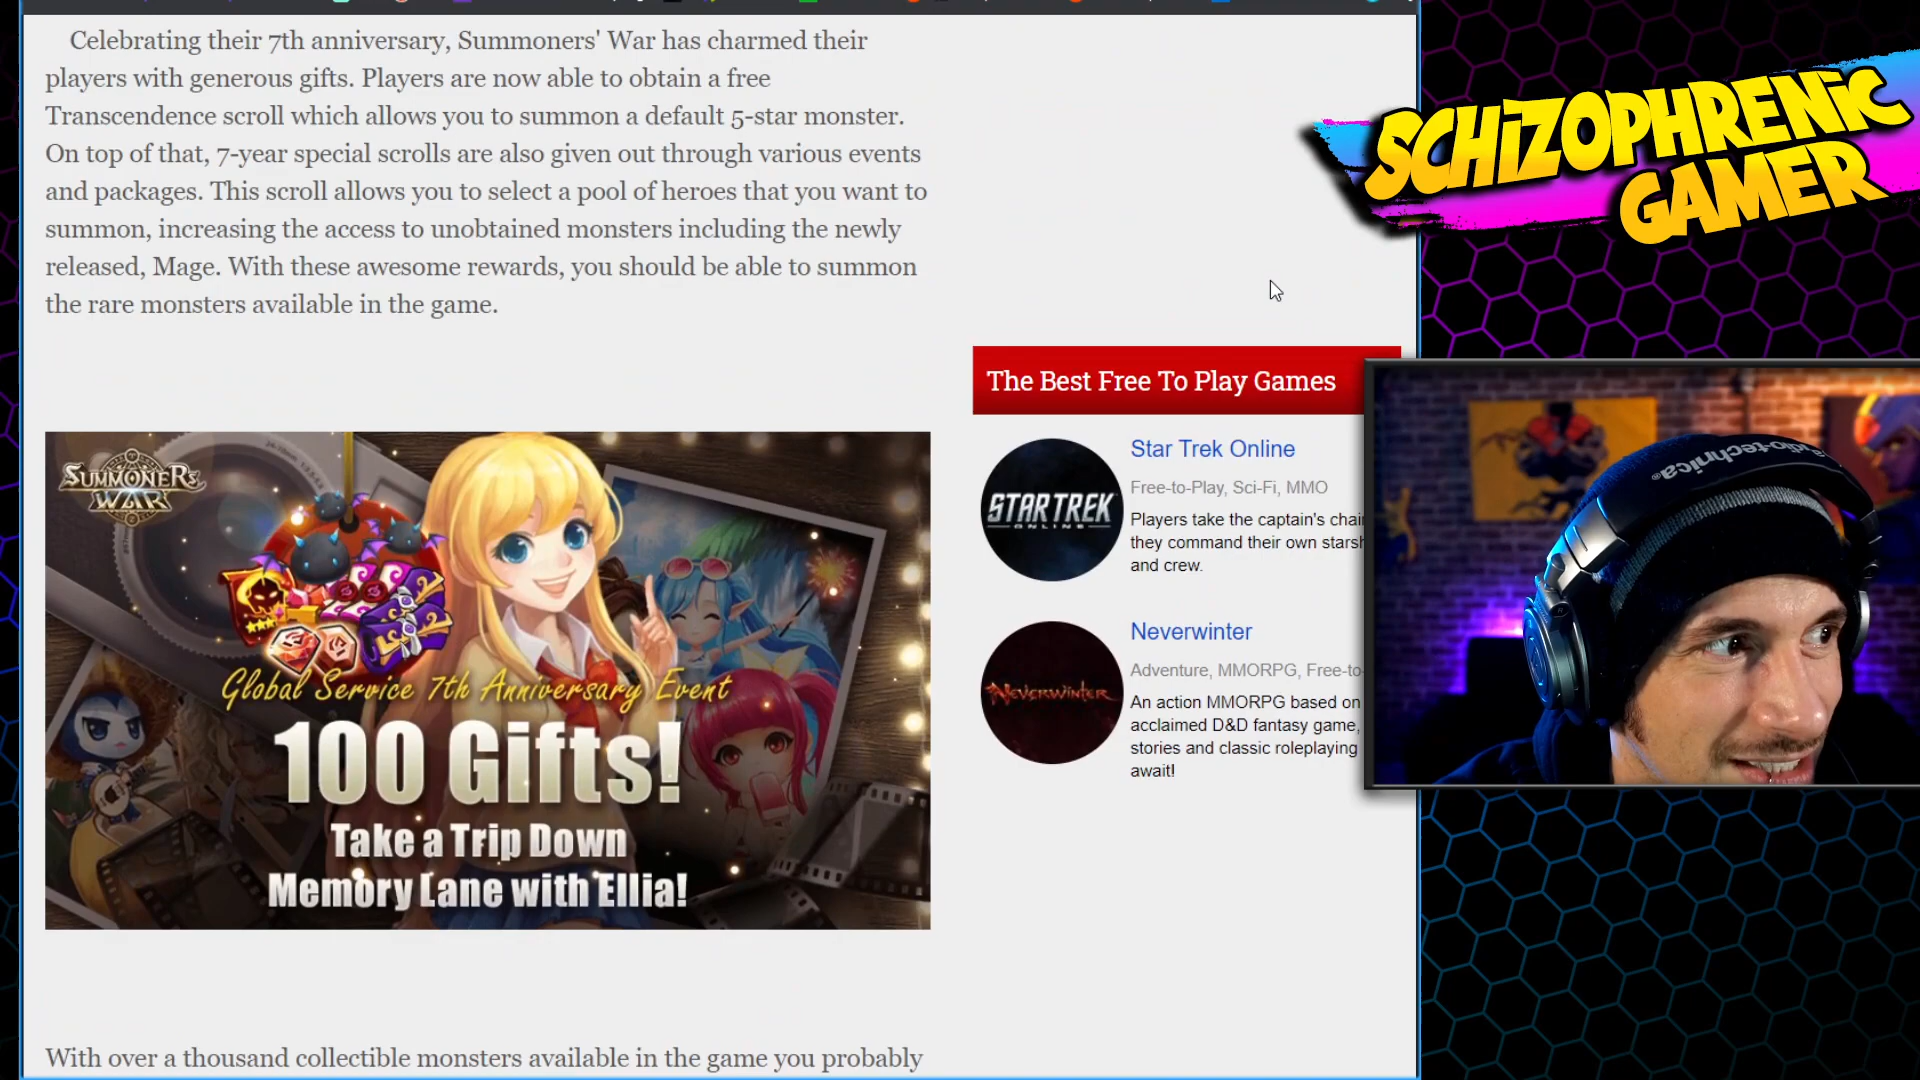 Celebrating their 7th anniversary, Summoners' War has charmed their
players with generous gifts. Players are now able to obtain a free
Transcendence scroll which allows you to summon a default 5-star monster.
On top of that, 7-year special scrolls are also given out through various events
and packages. This scroll allows you to select a pool of heroes that you want to
summon, increasing the access to unobtained monsters including the newly
released, Mage. With these awesome rewards, you should be able to summon
the rare monsters available in the game.
SUMMONERS
WAR
Global Service 7th Anniversary Event
100 Gifts!
Take a Trip Down
Memory Lane with Ellia!
With over a thousand collectible monsters available in the game you probably
The Best Free To Play Games
STAR TREK
ONLINE
Star Trek Online
Free-to-Play, Sci-Fi, MMO
Players take the captain's chair
they command their own starsh
and crew.
NEVERWINTER
Neverwinter
Adventure, MMORPG, Free-to-
An action MMORPG based on
acclaimed D&D fantasy game,
stories and classic roleplaying
await!
SCHIZOPHRENIC
GAMER
audio-technica